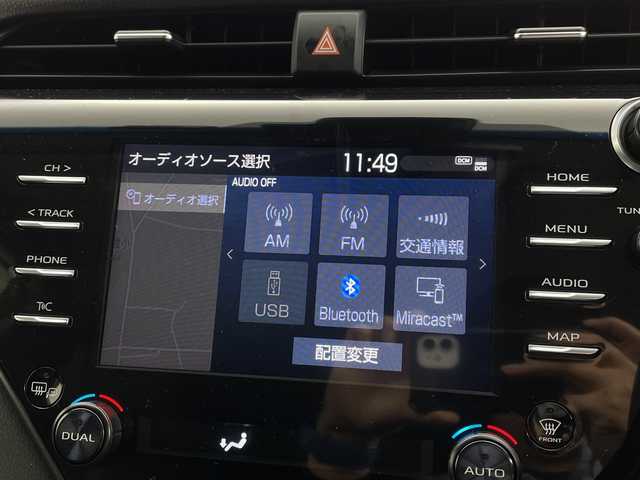 CH >
< TRACK
PHONE
T/C
オーディオソース選択
11:49
DCM
DCM
AUDIO OFF
オーディオ選択
AM
FM
交通情報
USB
Bluetooth
Miracast™
配置変更
HOME
MENU
AUDIO
MAP
TUN
DUAL
FRONT
AUTO